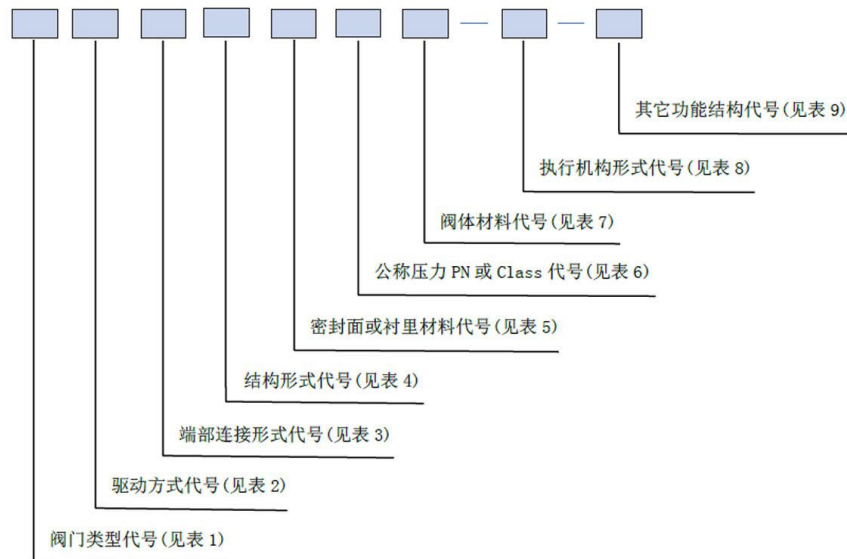 其它功能结构代号(见表 9)
执行机构形式代号(见表 8)
阀体材料代号(见表 7)
公称压力 PN 或 Class 代号(见表 6)
密封面或衬里材料代号(见表 5)
结构形式代号(见表 4)
端部连接形式代号(见表 3)
驱动方式代号(见表 2)
阀门类型代号(见表 1)